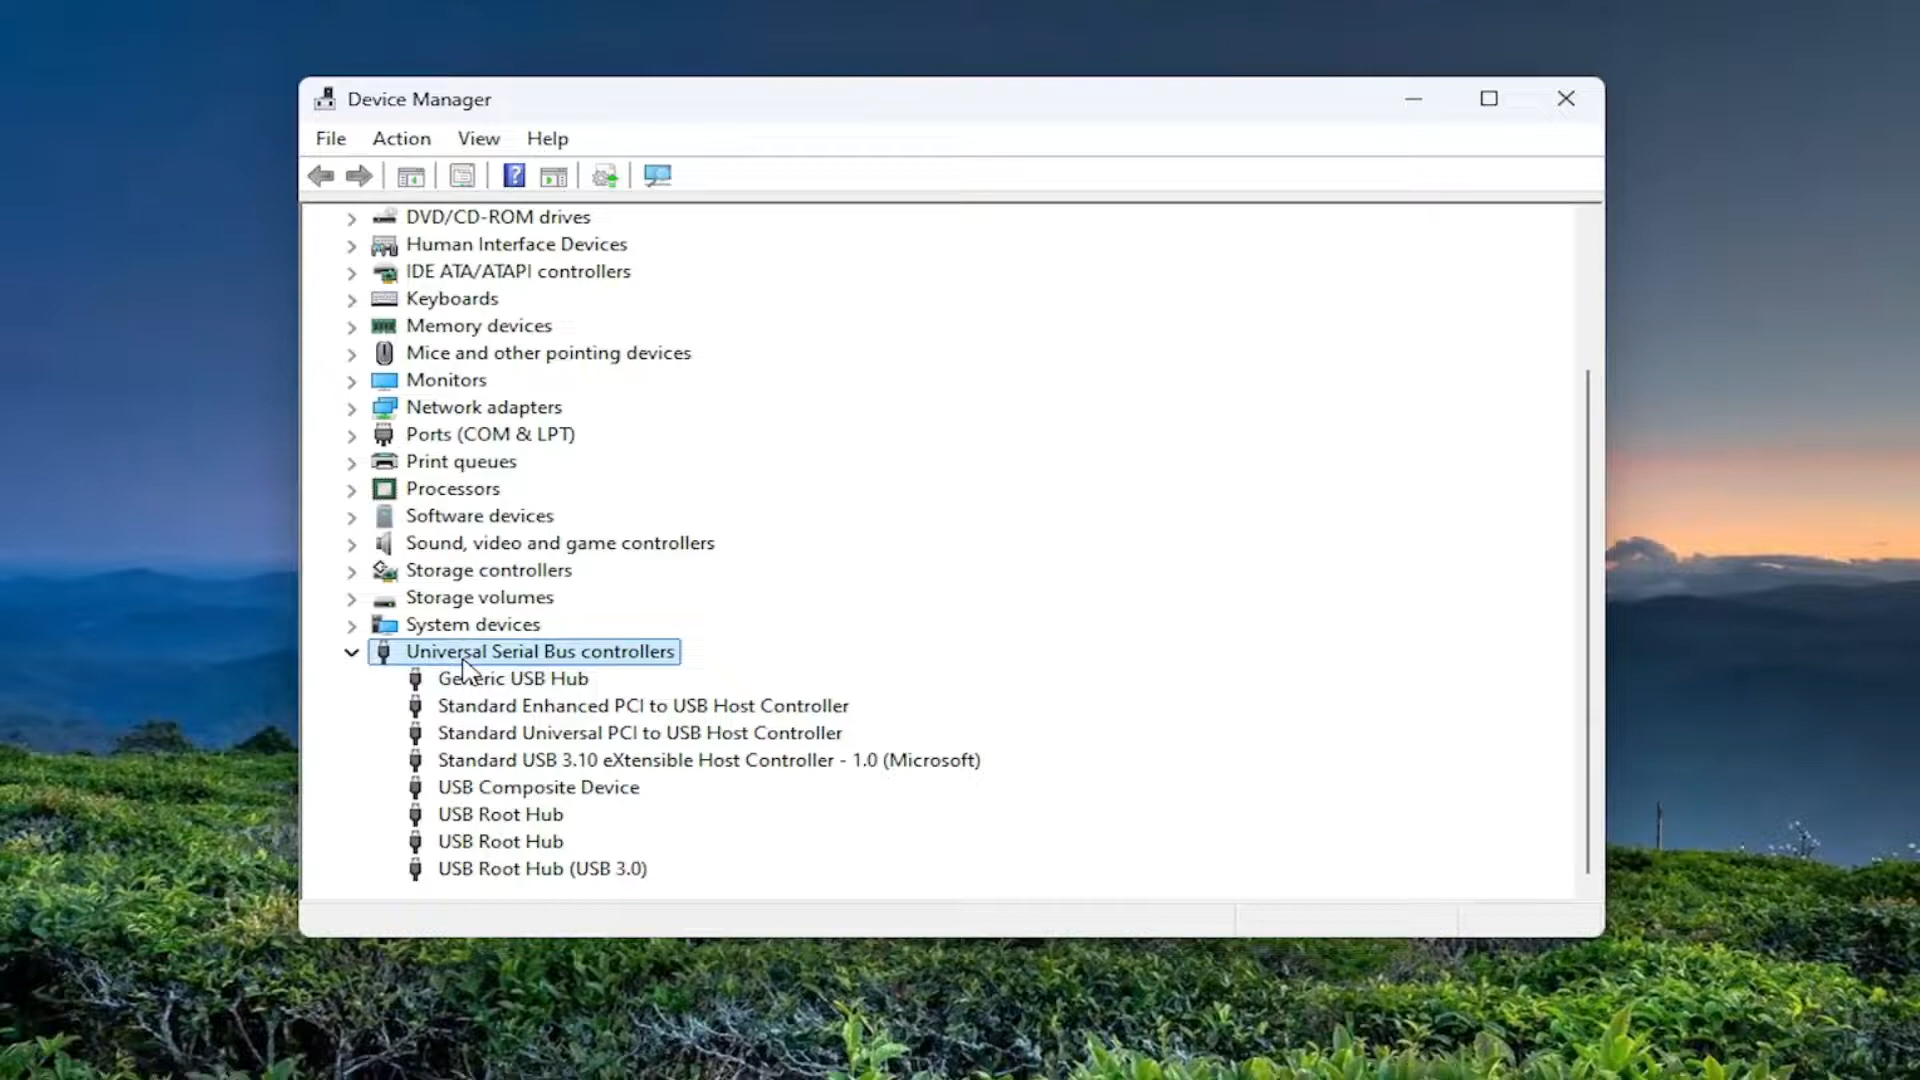 Device Manager
File Action View Help
DVD/CD-ROM drives
Human Interface Devices
IDE ATA/ATAPI controllers
Keyboards
Memory devices
Mice and other pointing devices
Monitors
Network adapters
Ports (COM & LPT)
Print queues
Processors
Software devices
Sound, video and game controllers
Storage controllers
Storage volumes
System devices
Universal Serial Bus controllers
Generic USB Hub
Standard Enhanced PCI to USB Host Controller
Standard Universal PCI to USB Host Controller
Standard USB 3.10 eXtensible Host Controller - 1.0 (Microsoft)
USB Composite Device
USB Root Hub
USB Root Hub
USB Root Hub (USB 3.0)